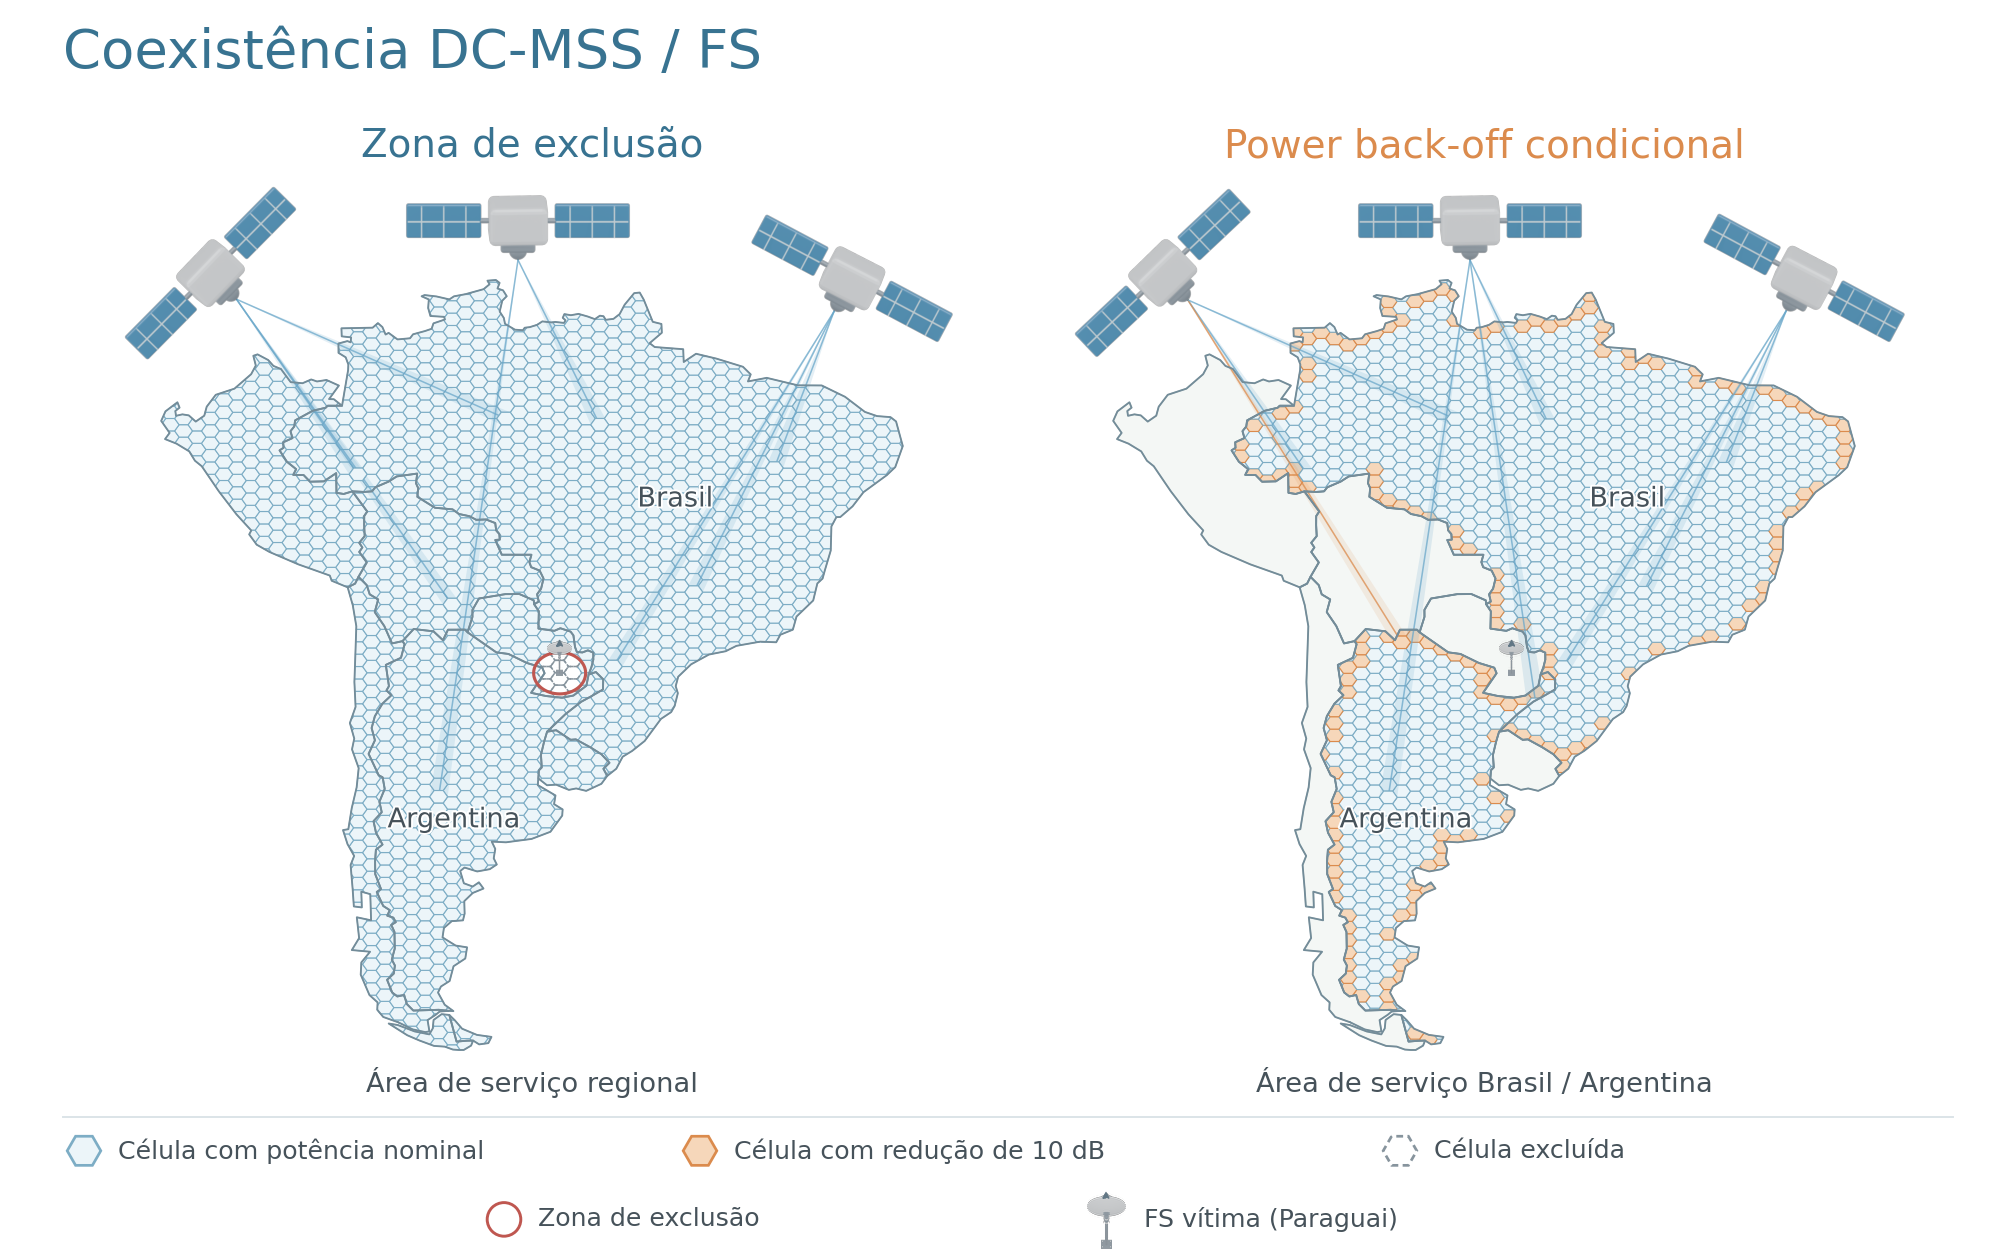 Coexistência DC-MSS / FS
Zona de exclusão
Power back-off condicional
Brasil
Argentina
Brasil
Argentina
Área de serviço regional
Área de serviço Brasil / Argentina
Célula com potência nominal
Célula com redução de 10 dB
Célula excluída
Zona de exclusão
FS vítima (Paraguai)